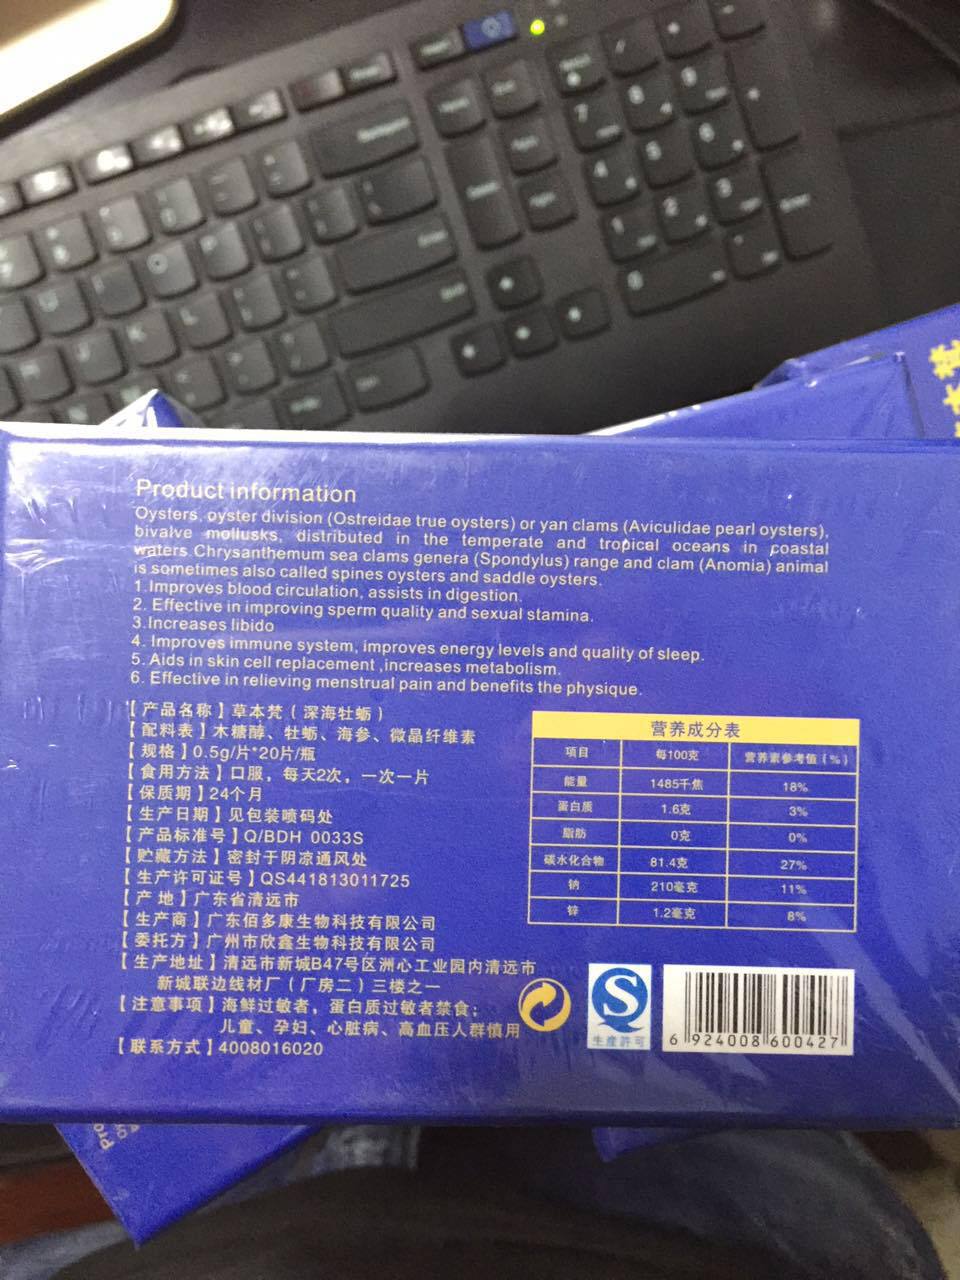 Product information
Oysters, oyster division (Ostreidae true oysters) or yan clams (Aviculidae pearl oysters),
bivalve mollusks, distributed in the temperate and tropical oceans in coastal
waters.Chrysanthemum sea clams genera (Spondylus) range and clam (Anomia) animal
is sometimes also called spines oysters and saddle oysters.
1.Improves blood circulation, assists in digestion.
2. Effective in improving sperm quality and sexual stamina.
3.Increases libido
4. Improves immune system, improves energy levels and quality of sleep.
5. Aids in skin cell replacement ,increases metabolism.
6. Effective in relieving menstrual pain and benefits the physique.
【产品名称】草本梵（深海牡蛎）
【配料表】木糖醇、牡蛎、海参、微晶纤维素
【规格】0.5g/片*20片/瓶
【食用方法】口服，每天2次，一次一片
【保质期】24个月
【生产日期】见包装喷码处
【产品标准号】Q/BDH 0033S
【贮藏方法】密封于阴凉通风处
【生产许可证号】QS441813011725
【产 地】广东省清远市
【生产商】广东佰多康生物科技有限公司
【委托方】广州市欣鑫生物科技有限公司
【生产地址】清远市新城B47号区洲心工业园内清远市
新城联边线材厂（厂房二）三楼之一
【注意事项】海鲜过敏者，蛋白质过敏者禁食；
儿童、孕妇、心脏病、高血压人群慎用
【联系方式】4008016020
营养成分表
项目 每100克 营养素参考值（%）
能量 1485千焦 18%
蛋白质 1.6克 3%
脂肪 0克 0%
碳水化合物 81.4克 27%
钠 210毫克 11%
锌 1.2毫克 8%
生産許可
6 924008 600427